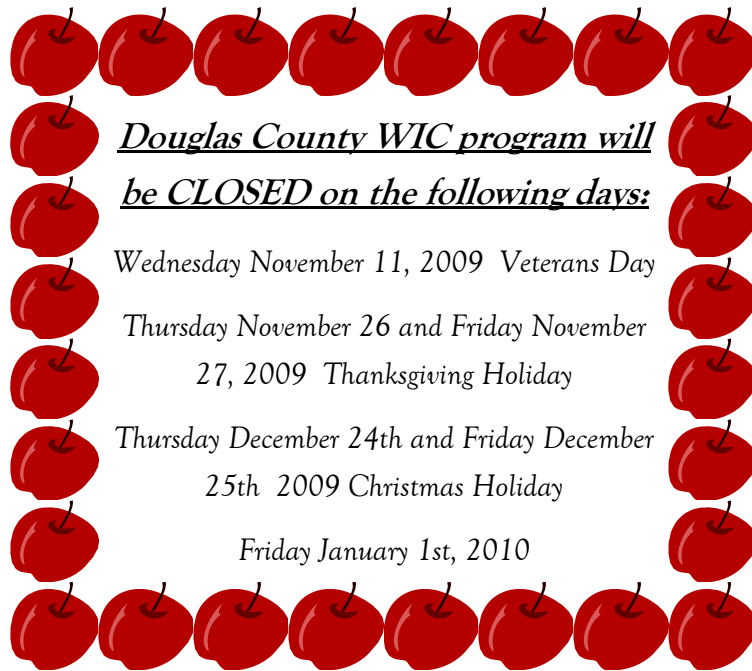 Douglas County WIC program will
be CLOSED on the following days:
Wednesday November 11, 2009  Veterans Day
Thursday November 26 and Friday November
27, 2009  Thanksgiving Holiday
Thursday December 24th and Friday December
25th  2009 Christmas Holiday
Friday January 1st, 2010